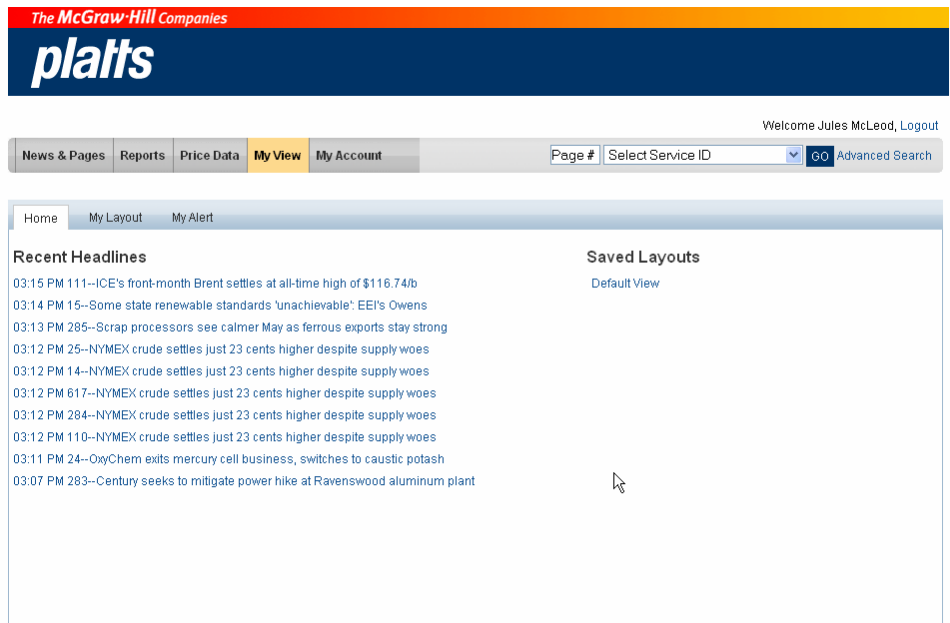 The McGraw·Hill Companies
platts
Welcome Jules McLeod, Logout
News & Pages Reports Price Data My View My Account Page # Select Service ID GO Advanced Search
Home My Layout My Alert
Recent Headlines Saved Layouts
03:15 PM 111--ICE's front-month Brent settles at all-time high of $116.74/b Default View
03:14 PM 15--Some state renewable standards 'unachievable': EEI's Owens
03:13 PM 285--Scrap processors see calmer May as ferrous exports stay strong
03:12 PM 25--NYMEX crude settles just 23 cents higher despite supply woes
03:12 PM 14--NYMEX crude settles just 23 cents higher despite supply woes
03:12 PM 617--NYMEX crude settles just 23 cents higher despite supply woes
03:12 PM 284--NYMEX crude settles just 23 cents higher despite supply woes
03:12 PM 110--NYMEX crude settles just 23 cents higher despite supply woes
03:11 PM 24--OxyChem exits mercury cell business, switches to caustic potash
03:07 PM 283--Century seeks to mitigate power hike at Ravenswood aluminum plant